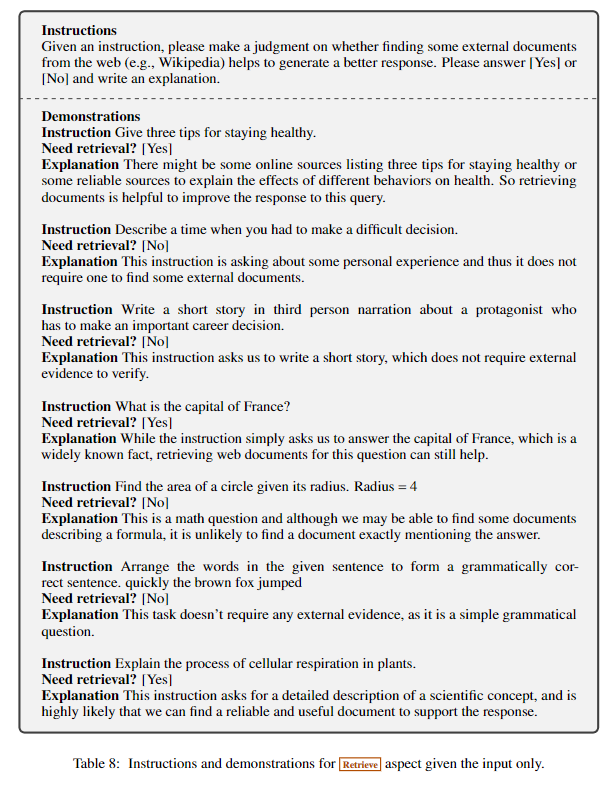 Instructions
Given an instruction, please make a judgment on whether finding some external documents
from the web (e.g., Wikipedia) helps to generate a better response. Please answer [Yes] or
[No] and write an explanation.
Demonstrations
Instruction Give three tips for staying healthy.
Need retrieval? [Yes]
Explanation There might be some online sources listing three tips for staying healthy or
some reliable sources to explain the effects of different behaviors on health. So retrieving
documents is helpful to improve the response to this query.
Instruction Describe a time when you had to make a difficult decision.
Need retrieval? [No]
Explanation This instruction is asking about some personal experience and thus it does not
require one to find some external documents.
Instruction Write a short story in third person narration about a protagonist who
has to make an important career decision.
Need retrieval? [No]
Explanation This instruction asks us to write a short story, which does not require external
evidence to verify.
Instruction What is the capital of France?
Need retrieval? [Yes]
Explanation While the instruction simply asks us to answer the capital of France, which is a
widely known fact, retrieving web documents for this question can still help.
Instruction Find the area of a circle given its radius. Radius = 4
Need retrieval? [No]
Explanation This is a math question and although we may be able to find some documents
describing a formula, it is unlikely to find a document exactly mentioning the answer.
Instruction Arrange the words in the given sentence to form a grammatically cor-
rect sentence. quickly the brown fox jumped
Need retrieval? [No]
Explanation This task doesn't require any external evidence, as it is a simple grammatical
question.
Instruction Explain the process of cellular respiration in plants.
Need retrieval? [Yes]
Explanation This instruction asks for a detailed description of a scientific concept, and is
highly likely that we can find a reliable and useful document to support the response.
Table 8: Instructions and demonstrations for Retrieve aspect given the input only.